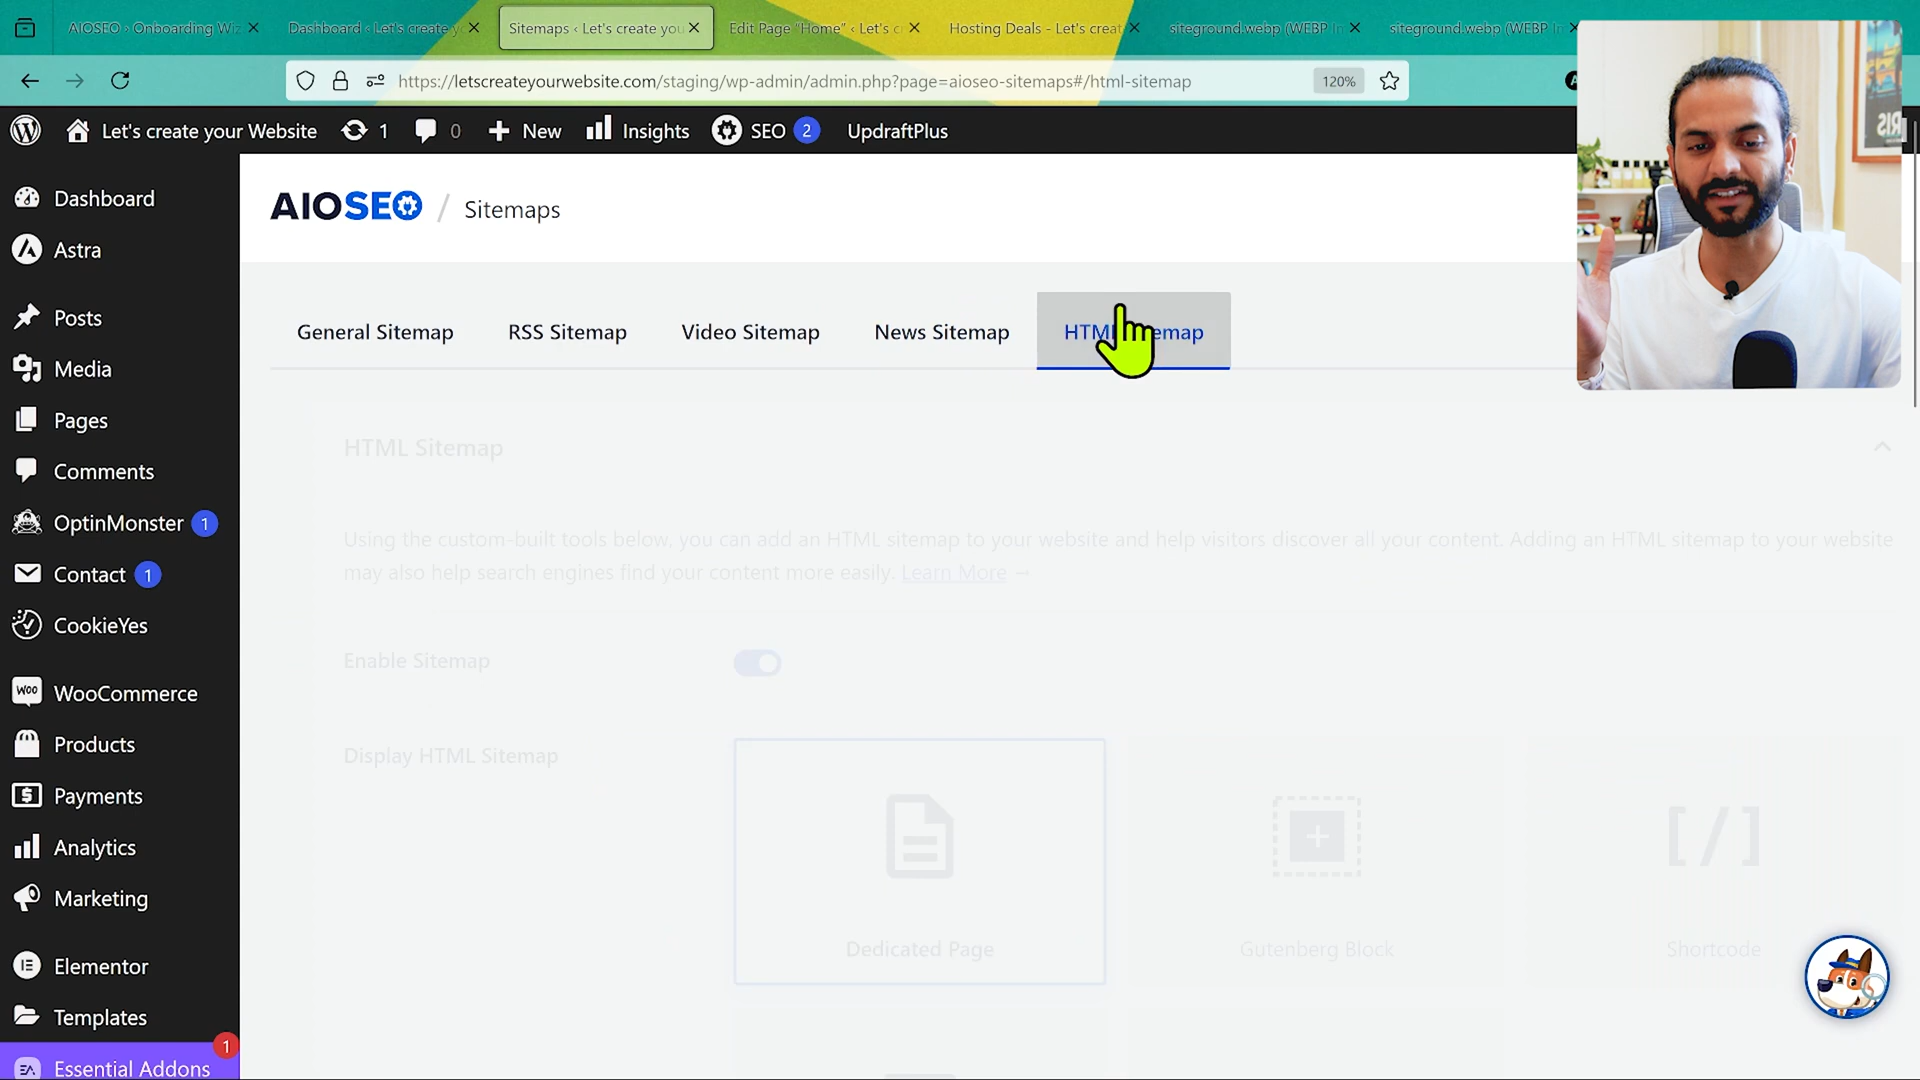 AIOSEO › Onboarding Wiz
Dashboard ‹ Let's create y
Sitemaps ‹ Let's create you
Edit Page "Home" ‹ Let's c
Hosting Deals - Let's creat
siteground.webp (WEBP I
siteground.webp (WEBP I
https://letscreateyourwebsite.com/staging/wp-admin/admin.php?page=aioseo-sitemaps#/html-sitemap
120%
Let's create your Website
1
0
New
Insights
SEO 2
UpdraftPlus
Dashboard
Astra
Posts
Media
Pages
Comments
OptinMonster 1
Contact 1
CookieYes
WooCommerce
Products
Payments
Analytics
Marketing
Elementor
Templates
Essential Addons 1
AIOSEO / Sitemaps
General Sitemap
RSS Sitemap
Video Sitemap
News Sitemap
HTML Sitemap
HTML Sitemap
Using the custom-built tools below, you can add an HTML sitemap to your website and help visitors discover all your content. Adding an HTML sitemap to your website
may also help search engines find your content more easily. Learn More →
Enable Sitemap
Display HTML Sitemap
Dedicated Page
Gutenberg Block
[/]
Shortcode